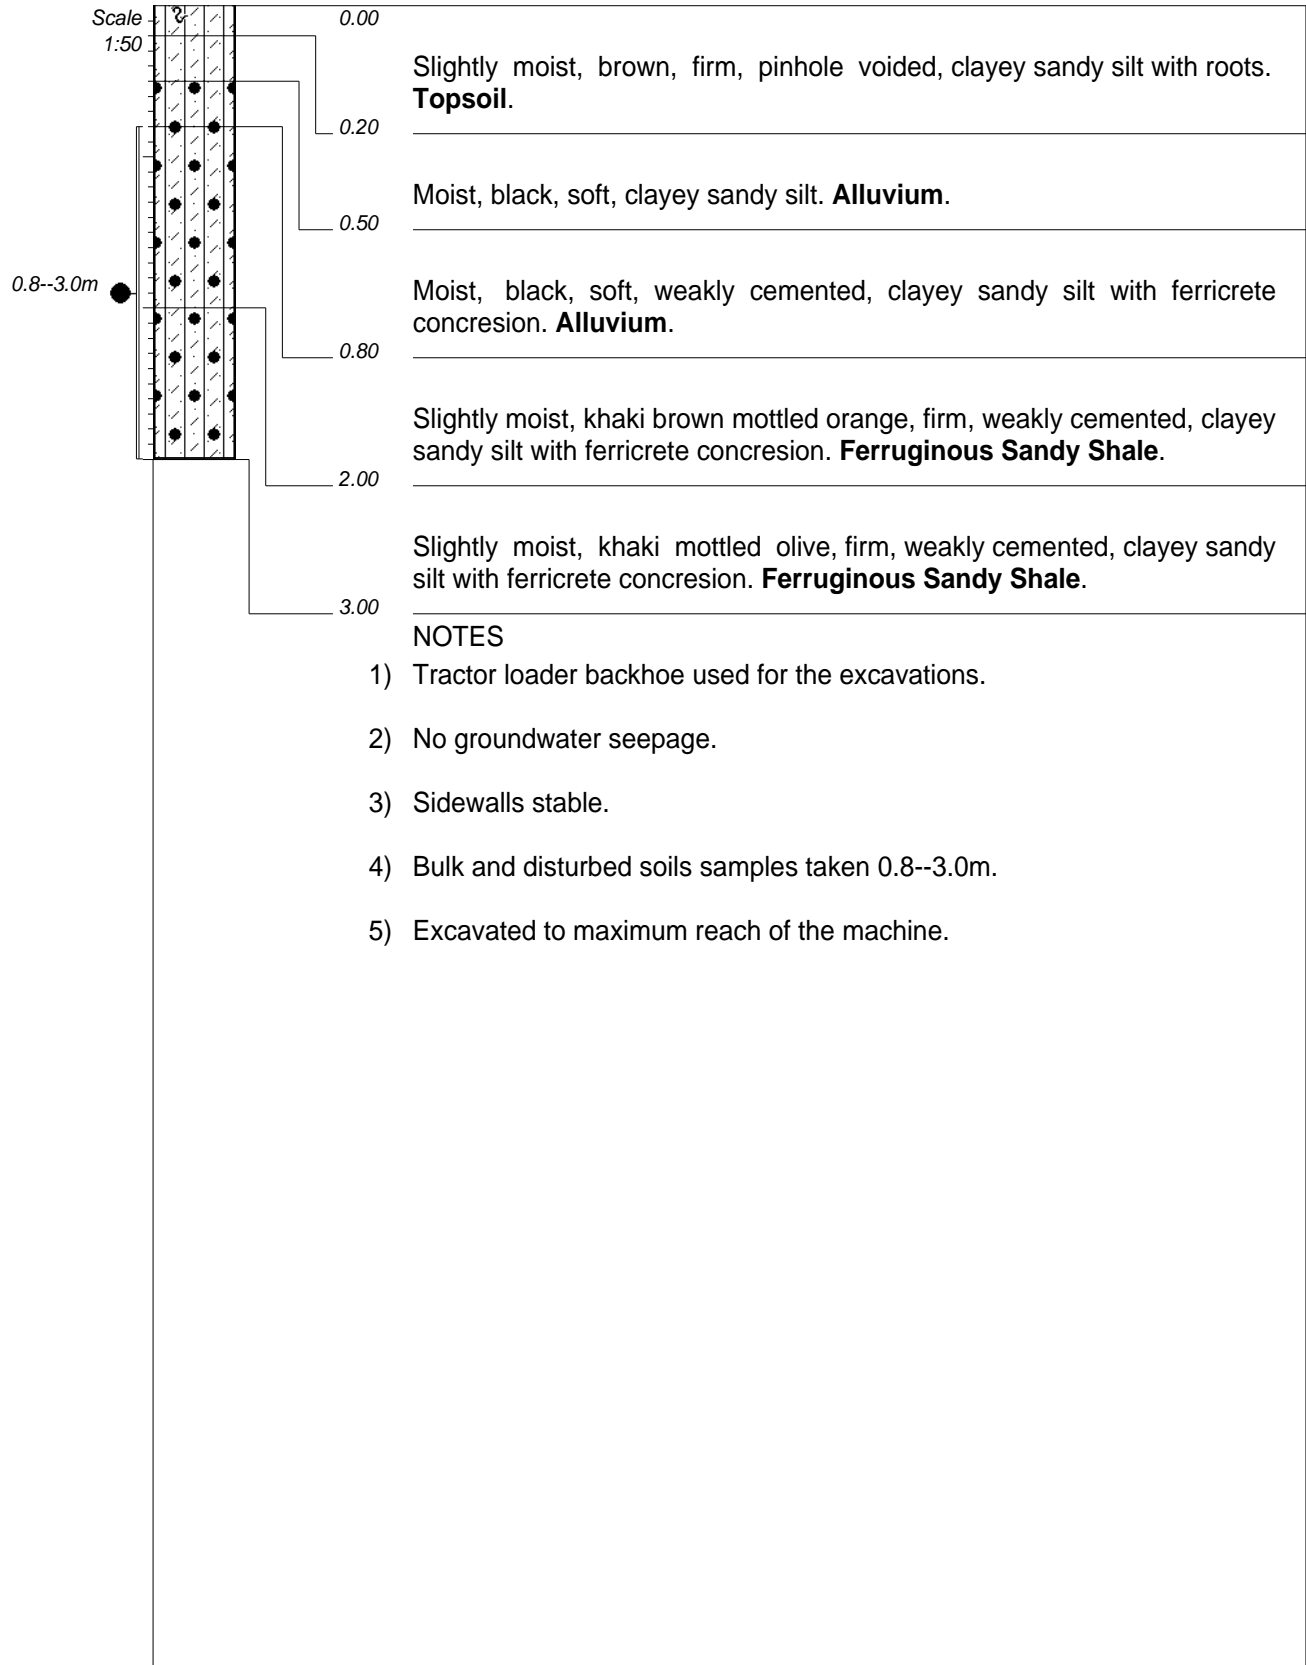 Scale
1:50
0.00
Slightly moist, brown, firm, pinhole voided, clayey sandy silt with roots.
Topsoil.
0.20
Moist, black, soft, clayey sandy silt. Alluvium.
0.50
0.8--3.0m
Moist, black, soft, weakly cemented, clayey sandy silt with ferricrete
concresion. Alluvium.
0.80
Slightly moist, khaki brown mottled orange, firm, weakly cemented, clayey
sandy silt with ferricrete concresion. Ferruginous Sandy Shale.
2.00
Slightly moist, khaki mottled olive, firm, weakly cemented, clayey sandy
silt with ferricrete concresion. Ferruginous Sandy Shale.
3.00
NOTES
1) Tractor loader backhoe used for the excavations.
2) No groundwater seepage.
3) Sidewalls stable.
4) Bulk and disturbed soils samples taken 0.8--3.0m.
5) Excavated to maximum reach of the machine.